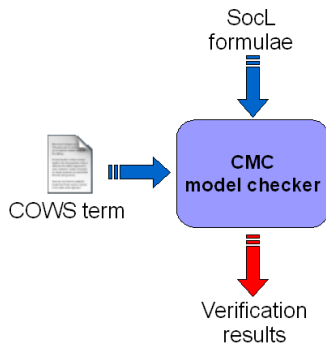 SocL
formulae
CMC
model checker
COWS term
Verification
results